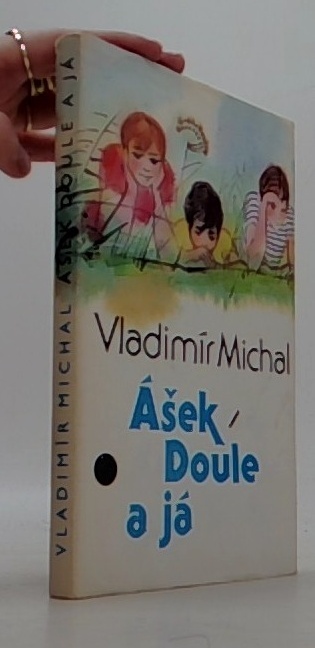 VLADIMÍR MICHAL ÁŠEK DOULE A JÁ
Vladimír Michal
Ášek,
Doule
a já